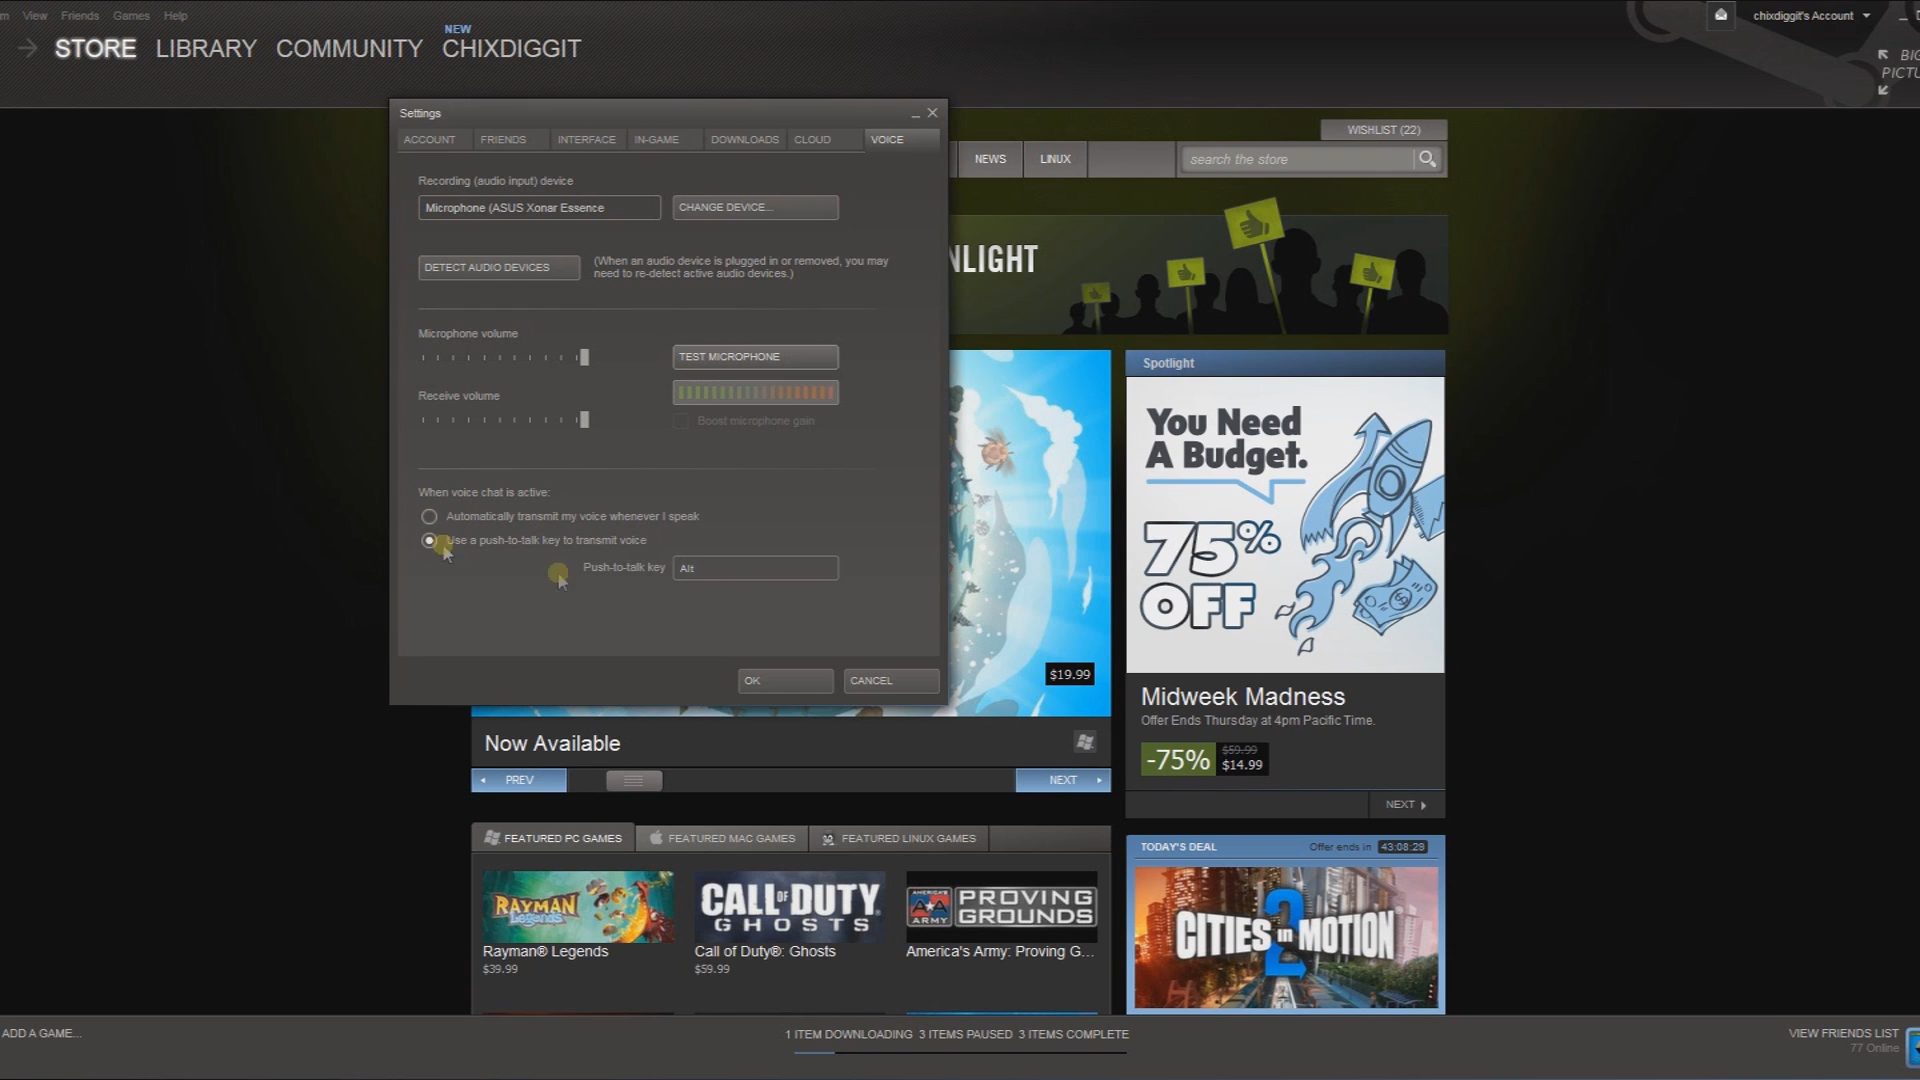 View Friends Games Help
chixdiggit's Account
STORE LIBRARY COMMUNITY CHIXDIGGIT
NEW
Settings
ACCOUNT FRIENDS INTERFACE IN-GAME DOWNLOADS CLOUD VOICE
Recording (audio input) device
Microphone (ASUS Xonar Essence
CHANGE DEVICE...
DETECT AUDIO DEVICES
(When an audio device is plugged in or removed, you may
need to re-detect active audio devices.)
Microphone volume
TEST MICROPHONE
Receive volume
Boost microphone gain
When voice chat is active:
Automatically transmit my voice whenever I speak
Use a push-to-talk key to transmit voice
Push-to-talk key Alt
OK CANCEL
WISHLIST (22)
NEWS LINUX
search the store
NLIGHT
$19.99
Now Available
PREV NEXT
Spotlight
You Need
A Budget.
75%
OFF
Midweek Madness
Offer Ends Thursday at 4pm Pacific Time.
-75% $59.99
$14.99
NEXT
FEATURED PC GAMES FEATURED MAC GAMES FEATURED LINUX GAMES
RAYMAN
Legends
CALL OF DUTY
GHOSTS
AMERICA'S
ARMY
PROVING
GROUNDS
Rayman® Legends
$39.99
Call of Duty®: Ghosts
$59.99
America's Army: Proving G...
TODAY'S DEAL Offer ends in 43:08:29
CITIES in MOTION
2
ADD A GAME...
1 ITEM DOWNLOADING 3 ITEMS PAUSED 3 ITEMS COMPLETE
VIEW FRIENDS LIST
77 Online